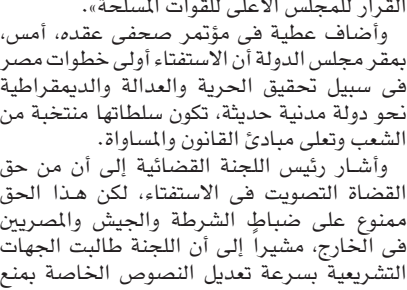 القرار للمجلس الأعلى للقوات المسلحة».
وأضاف عطية فى مؤتمر صحفى عقده، أمس،
بمقر مجلس الدولة أن الاستفتاء أولى خطوات مصر
فى سبيل تحقيق الحرية والعدالة والديمقراطية
نحو دولة مدنية حديثة، تكون سلطاتها منتخبة من
الشعب وتعلى مبادئ القانون والمساواة.
وأشار رئيس اللجنة القضائية إلى أن من حق
القضاة التصويت فى الاستفتاء، لكن هذا الحق
ممنوع على ضباط الشرطة والجيش والمصريين
فى الخارج، مشيراً إلى أن اللجنة طالبت الجهات
التشريعية بسرعة تعديل النصوص الخاصة بمنع